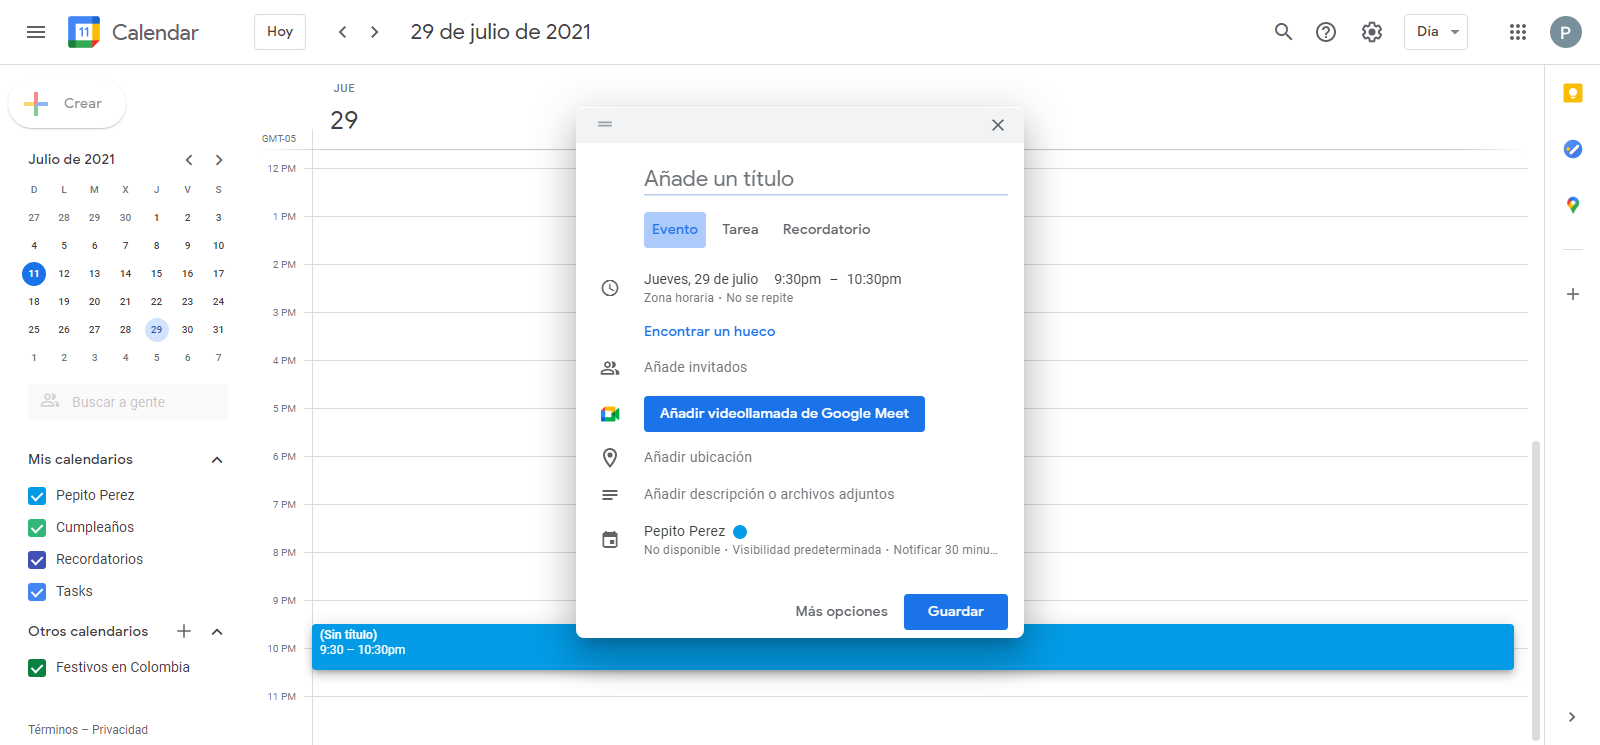 11 Calendar Hoy 29 de julio de 2021 Día P
Crear
Julio de 2021
D L M X J V S
27 28 29 30 1 2 3
4 5 6 7 8 9 10
11 12 13 14 15 16 17
18 19 20 21 22 23 24
25 26 27 28 29 30 31
1 2 3 4 5 6 7
Buscar a gente
Mis calendarios
Pepito Perez
Cumpleaños
Recordatorios
Tasks
Otros calendarios
Festivos en Colombia
Términos – Privacidad
JUE
29
GMT-05
12 PM
1 PM
2 PM
3 PM
4 PM
5 PM
6 PM
7 PM
8 PM
9 PM
10 PM
11 PM
(Sin título)
9:30 – 10:30pm
Añade un título
Evento Tarea Recordatorio
Jueves, 29 de julio 9:30pm – 10:30pm
Zona horaria · No se repite
Encontrar un hueco
Añade invitados
Añadir videollamada de Google Meet
Añadir ubicación
Añadir descripción o archivos adjuntos
Pepito Perez
No disponible · Visibilidad predeterminada · Notificar 30 minu...
Más opciones Guardar